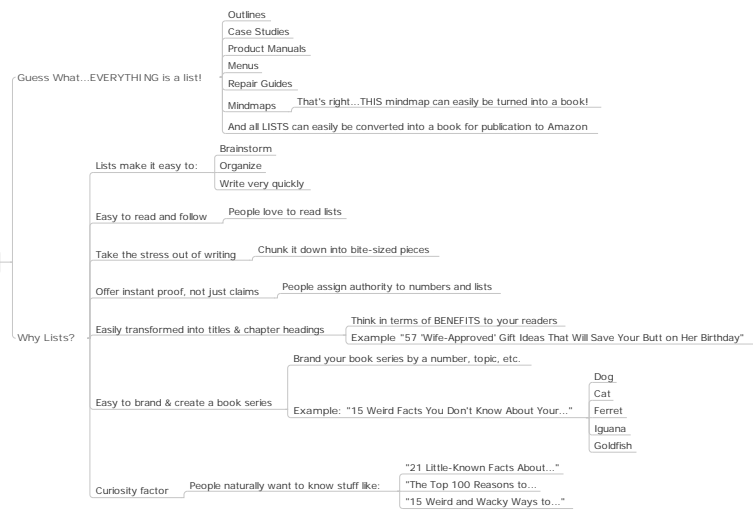 Guess What...EVERYTHING is a list!
Outlines
Case Studies
Product Manuals
Menus
Repair Guides
Mindmaps
That's right...THIS mindmap can easily be turned into a book!
And all LISTS can easily be converted into a book for publication to Amazon
Why Lists?
Lists make it easy to:
Brainstorm
Organize
Write very quickly
Easy to read and follow
People love to read lists
Take the stress out of writing
Chunk it down into bite-sized pieces
Offer instant proof, not just claims
People assign authority to numbers and lists
Easily transformed into titles & chapter headings
Think in terms of BENEFITS to your readers
Example "57 'Wife-Approved' Gift Ideas That Will Save Your Butt on Her Birthday"
Easy to brand & create a book series
Brand your book series by a number, topic, etc.
Example: "15 Weird Facts You Don't Know About Your..."
Dog
Cat
Ferret
Iguana
Goldfish
Curiosity factor
People naturally want to know stuff like:
"21 Little-Known Facts About..."
"The Top 100 Reasons to...
"15 Weird and Wacky Ways to..."